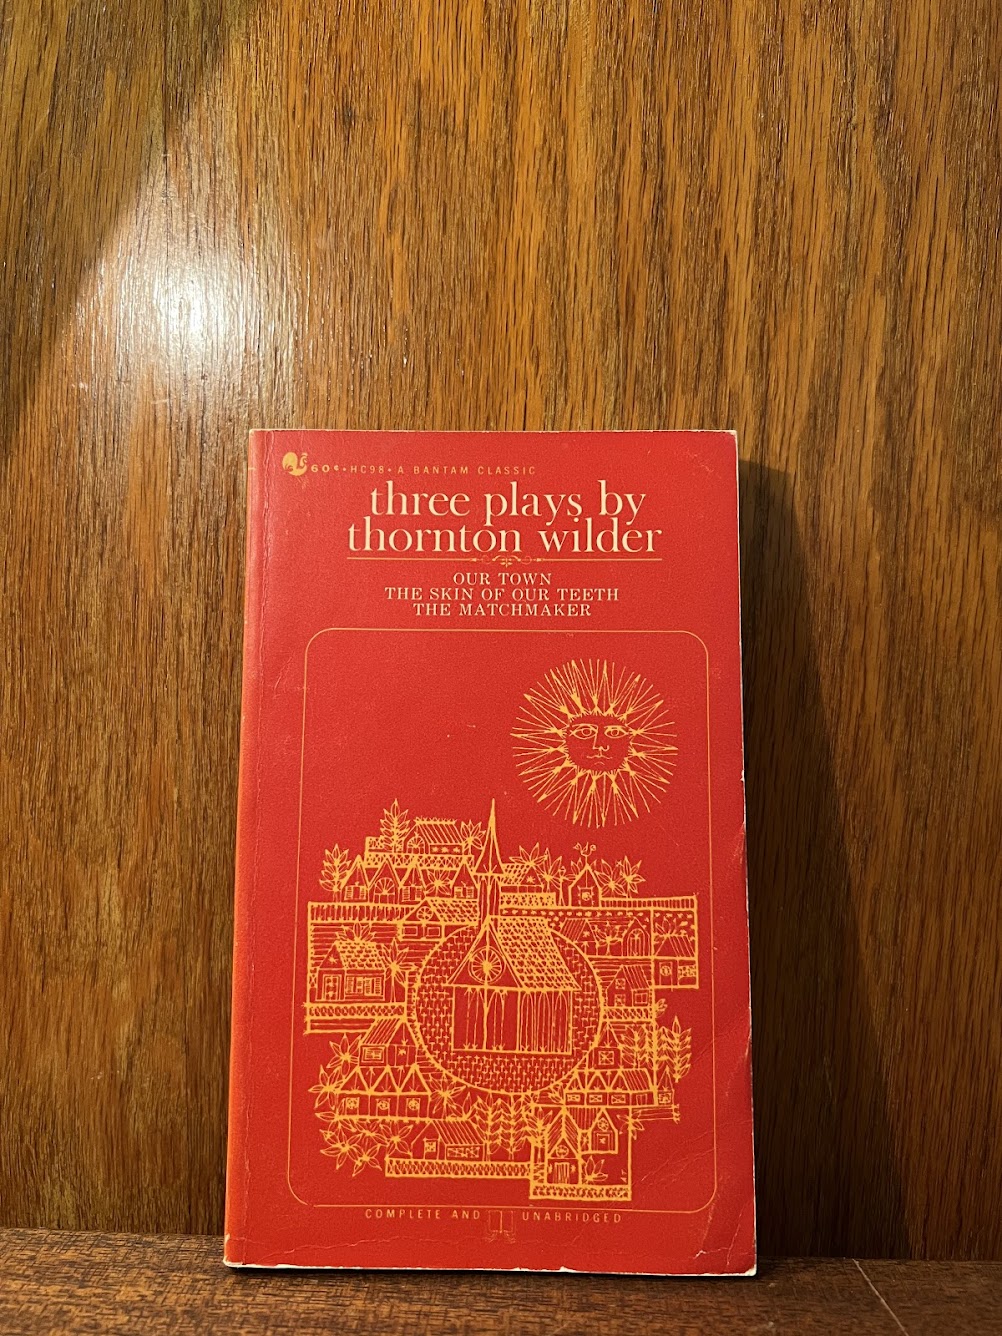 60¢•HC98•A BANTAM CLASSIC
three plays by
thornton wilder
OUR TOWN
THE SKIN OF OUR TEETH
THE MATCHMAKER
COMPLETE AND UNABRIDGED